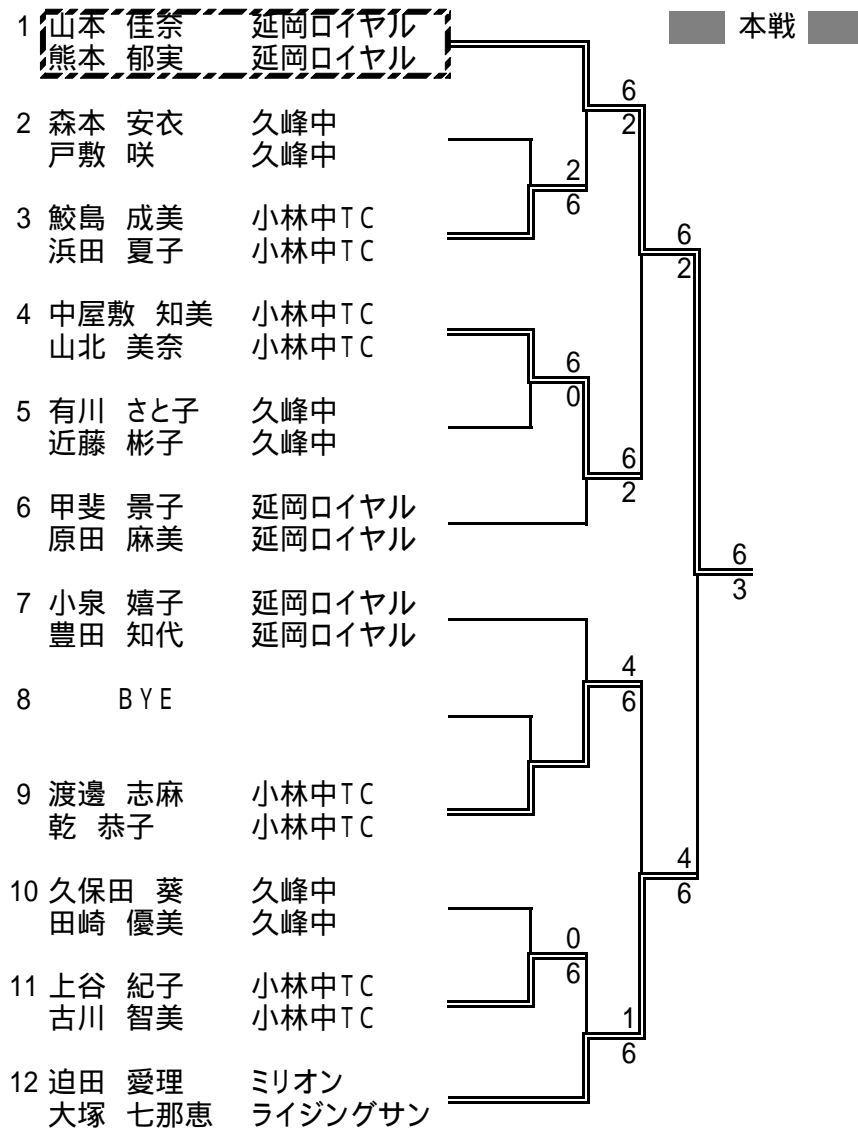 本戦
1 山本 佳奈 延岡ロイヤル
熊本 郁実 延岡ロイヤル
6
2
2 森本 安衣 久峰中
戸敷 咲 久峰中
2
6
3 鮫島 成美 小林中TC
浜田 夏子 小林中TC
6
2
4 中屋敷 知美 小林中TC
山北 美奈 小林中TC
6
0
5 有川 さと子 久峰中
近藤 彬子 久峰中
6
2
6 甲斐 景子 延岡ロイヤル
原田 麻美 延岡ロイヤル
6
3
7 小泉 嬉子 延岡ロイヤル
豊田 知代 延岡ロイヤル
4
6
8 BYE
9 渡邊 志麻 小林中TC
乾 恭子 小林中TC
4
6
10 久保田 葵 久峰中
田崎 優美 久峰中
0
6
11 上谷 紀子 小林中TC
古川 智美 小林中TC
1
6
12 迫田 愛理 ミリオン
大塚 七那恵 ライジングサン